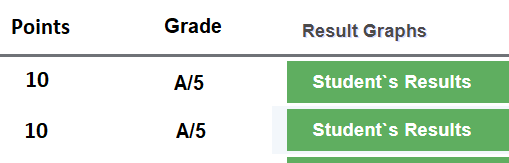 Points Grade Result Graphs
10 A/5 Student`s Results
10 A/5 Student`s Results